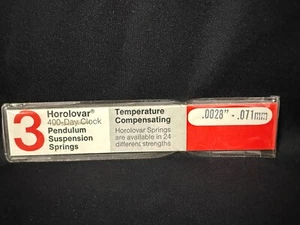 3
Horolovar®
400-Day Clock
Pendulum
Suspension
Springs
Temperature
Compensating
Horolovar Springs
are available in 24
different strengths
.0028" - .071mm